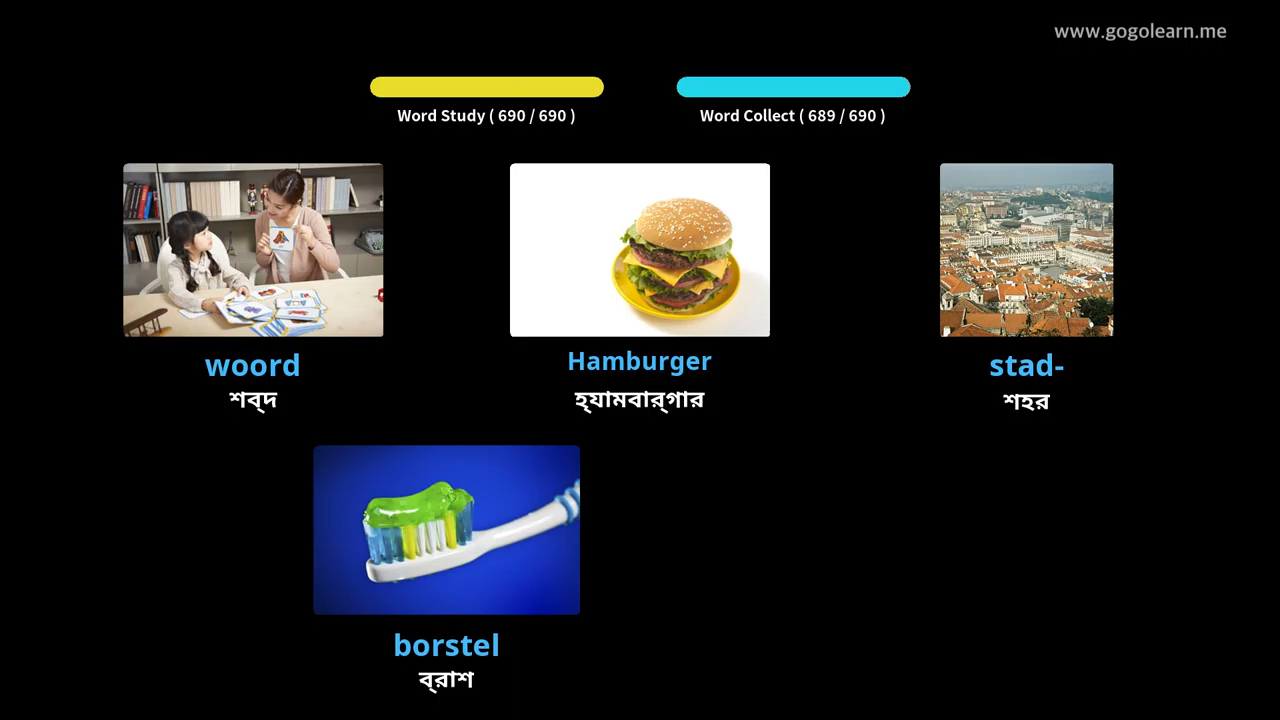 www.gogolearn.me
Word Study ( 690 / 690 )
Word Collect ( 689 / 690 )
woord
শব্দ
Hamburger
হ্যামবার্গার
stad-
শহর
borstel
ব্রাশ